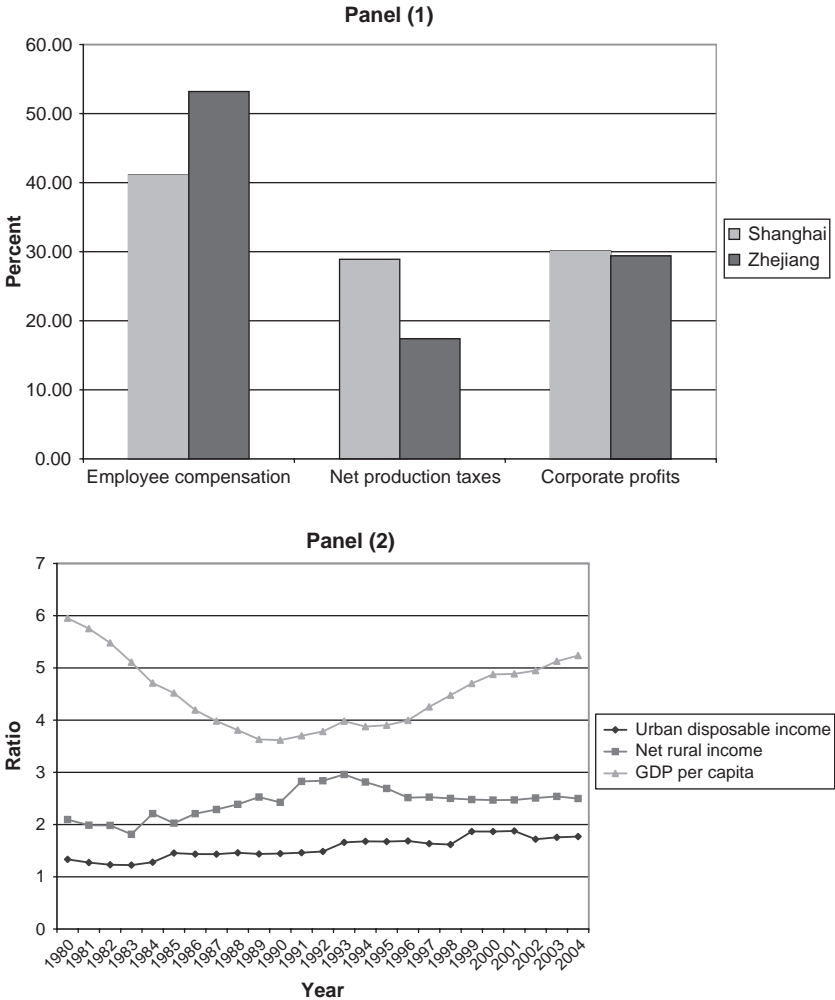 Panel (1)
60.00
50.00
40.00
30.00
20.00
10.00
0.00
Percent
Employee compensation Net production taxes Corporate profits
Shanghai
Zhejiang
Panel (2)
7
6
5
4
3
2
1
0
Ratio
1980 1981 1982 1983 1984 1985 1986 1987 1988 1989 1990 1991 1992 1993 1994 1995 1996 1997 1998 1999 2000 2001 2002 2003 2004
Year
Urban disposable income
Net rural income
GDP per capita